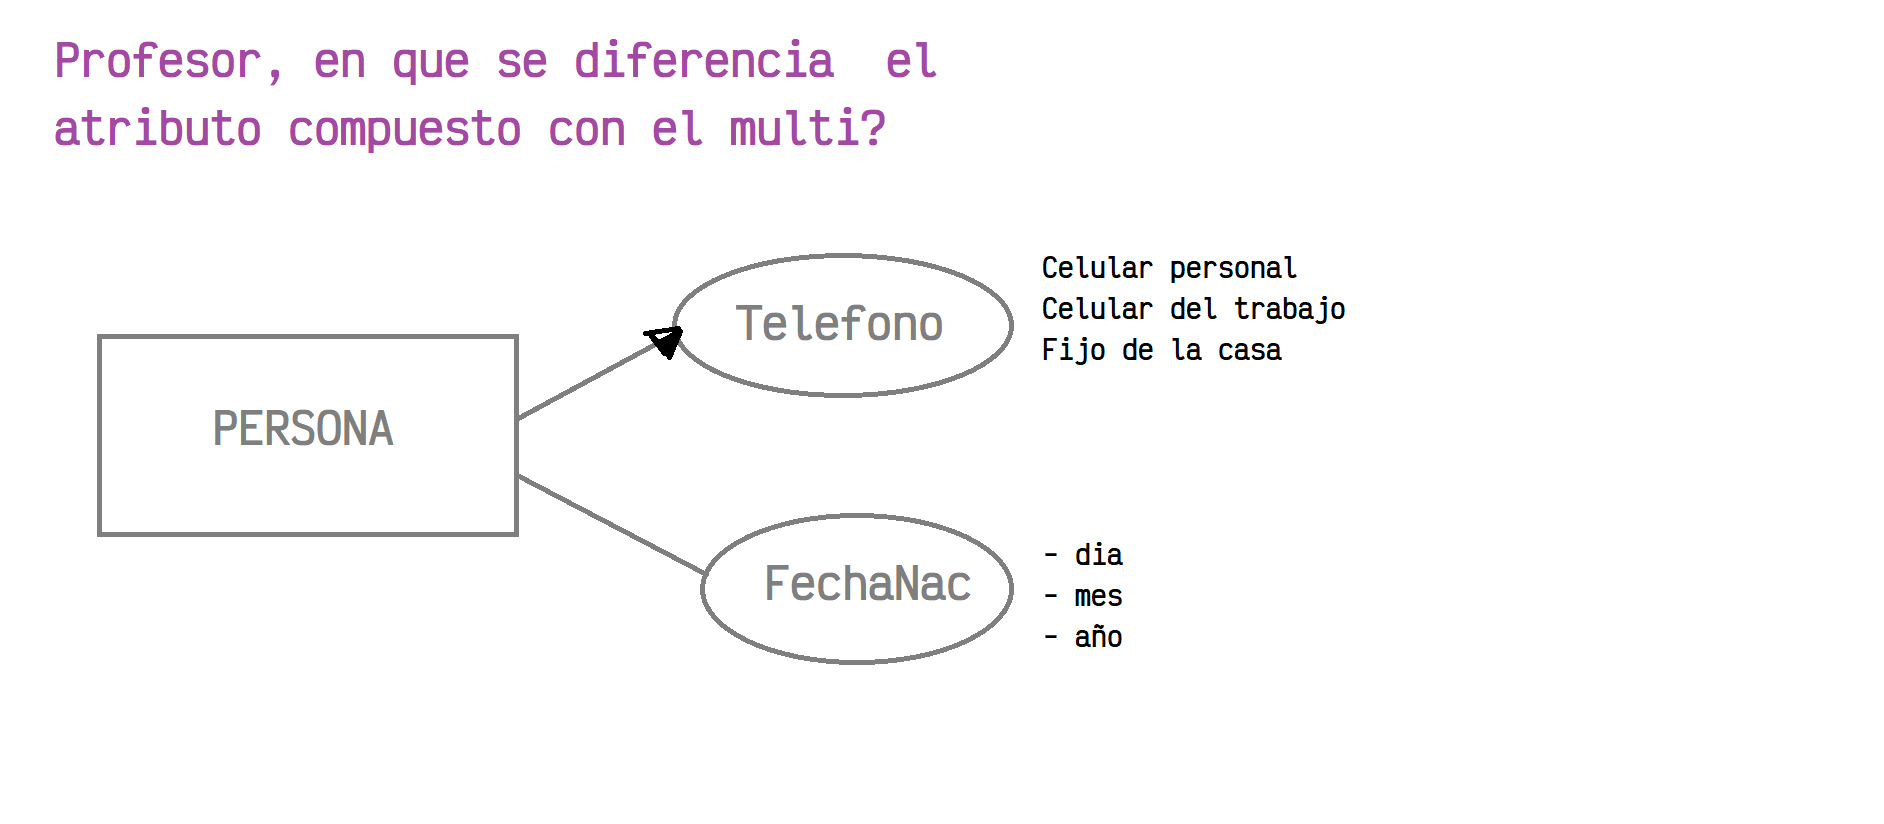 Profesor, en que se diferencia  el
atributo compuesto con el multi?
Telefono
Celular personal
Celular del trabajo
Fijo de la casa
PERSONA
FechaNac
- dia
- mes
- año